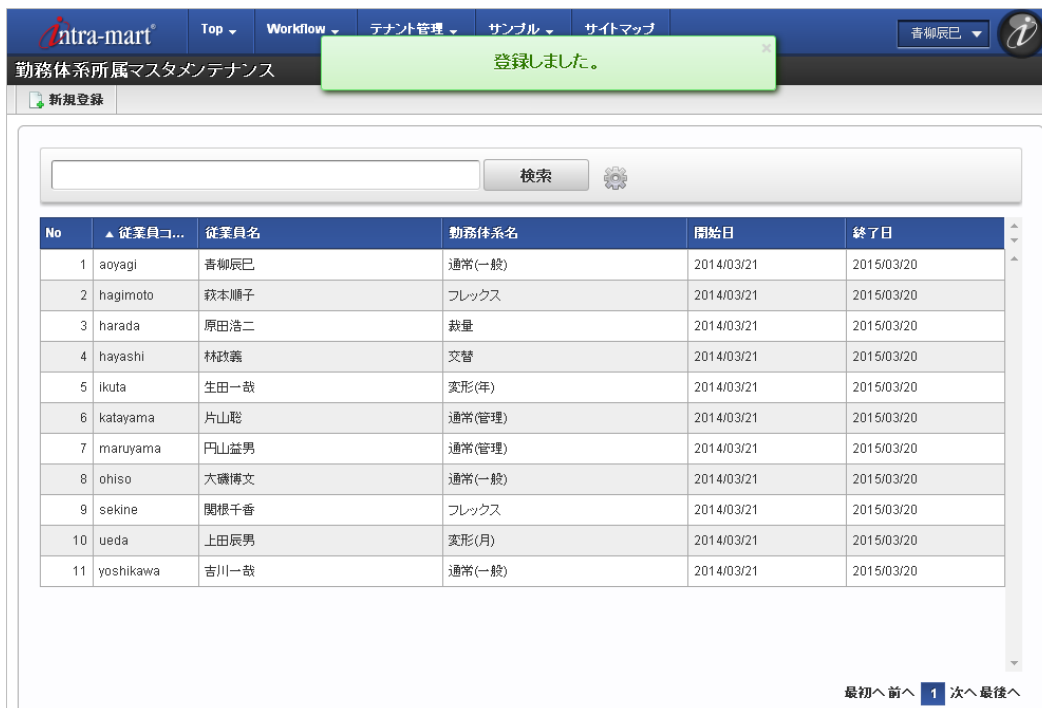 intra-mart® Top Workflow テナント管理 サンプル サイトマップ 青柳辰巳
登録しました。 ×
勤務体系所属マスタメンテナンス
新規登録
検索
No ▲ 従業員コ... 従業員名 勤務体系名 開始日 終了日
1 aoyagi 青柳辰巳 通常(一般) 2014/03/21 2015/03/20
2 hagimoto 萩本順子 フレックス 2014/03/21 2015/03/20
3 harada 原田浩二 裁量 2014/03/21 2015/03/20
4 hayashi 林政義 交替 2014/03/21 2015/03/20
5 ikuta 生田一哉 変形(年) 2014/03/21 2015/03/20
6 katayama 片山聡 通常(管理) 2014/03/21 2015/03/20
7 maruyama 円山益男 通常(管理) 2014/03/21 2015/03/20
8 ohiso 大磯博文 通常(一般) 2014/03/21 2015/03/20
9 sekine 関根千香 フレックス 2014/03/21 2015/03/20
10 ueda 上田辰男 変形(月) 2014/03/21 2015/03/20
11 yoshikawa 吉川一哉 通常(一般) 2014/03/21 2015/03/20
最初へ 前へ 1 次へ 最後へ